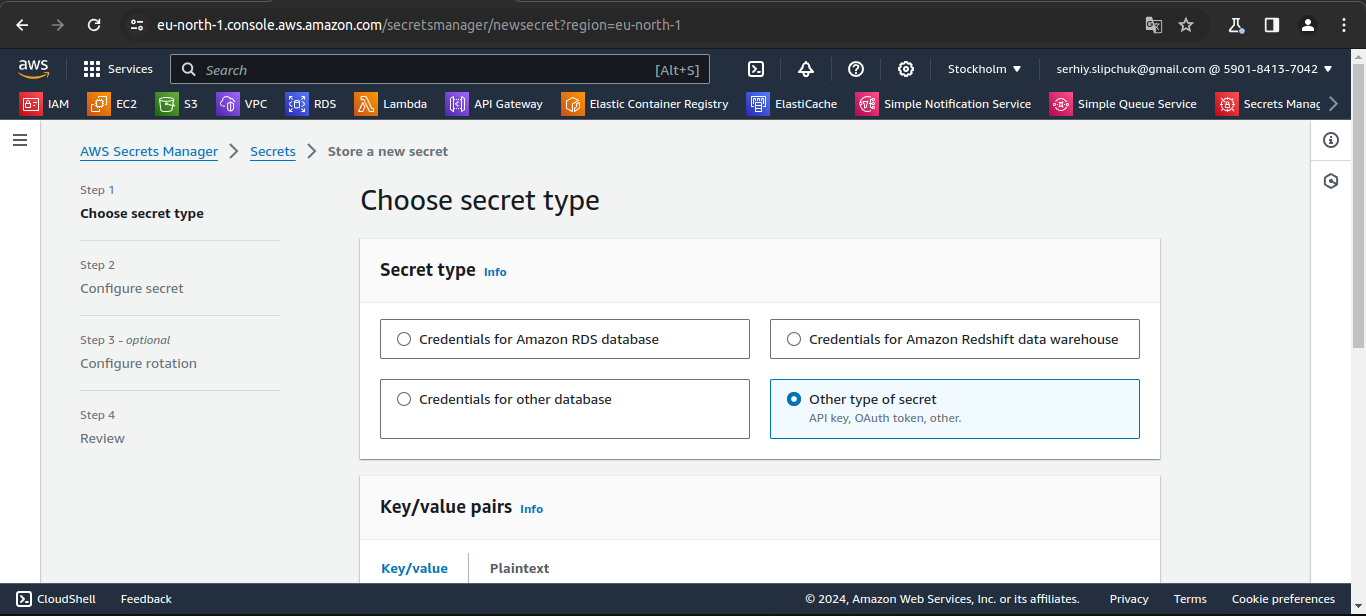 eu-north-1.console.aws.amazon.com/secretsmanager/newsecret?region=eu-north-1
aws Services Search [Alt+S] Stockholm serhiy.slipchuk@gmail.com @ 5901-8413-7042
IAM EC2 S3 VPC RDS Lambda API Gateway Elastic Container Registry ElastiCache Simple Notification Service Simple Queue Service Secrets Manag
AWS Secrets Manager Secrets Store a new secret
Step 1
Choose secret type
Step 2
Configure secret
Step 3 - optional
Configure rotation
Step 4
Review
Choose secret type
Secret type Info
Credentials for Amazon RDS database
Credentials for Amazon Redshift data warehouse
Credentials for other database
Other type of secret
API key, OAuth token, other.
Key/value pairs Info
Key/value Plaintext
CloudShell Feedback © 2024, Amazon Web Services, Inc. or its affiliates. Privacy Terms Cookie preferences